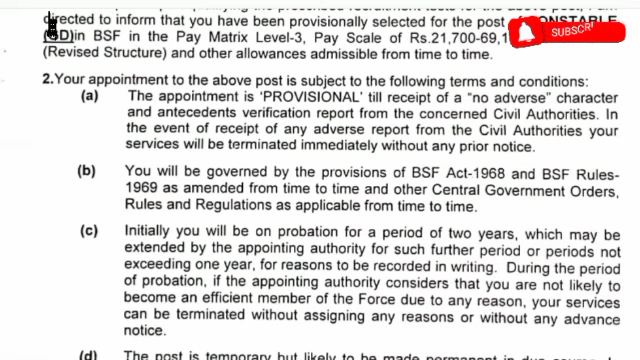 directed to inform that you have been provisionally selected for the post of CONSTABLE
(GD)in BSF in the Pay Matrix Level-3, Pay Scale of Rs.21,700-69,1
SUBSCRI
(Revised Structure) and other allowances admissible from time to time.
2.Your appointment to the above post is subject to the following terms and conditions:
(a) The appointment is ‘PROVISIONAL’ till receipt of a “no adverse” character
and antecedents verification report from the concerned Civil Authorities. In
the event of receipt of any adverse report from the Civil Authorities your
services will be terminated immediately without any prior notice.
(b) You will be governed by the provisions of BSF Act-1968 and BSF Rules-
1969 as amended from time to time and other Central Government Orders,
Rules and Regulations as applicable from time to time.
(c) Initially you will be on probation for a period of two years, which may be
extended by the appointing authority for such further period or periods not
exceeding one year, for reasons to be recorded in writing. During the period
of probation, if the appointing authority considers that you are not likely to
become an efficient member of the Force due to any reason, your services
can be terminated without assigning any reasons or without any advance
notice.
(d) The post is temporary but likely to be made permanent in due course